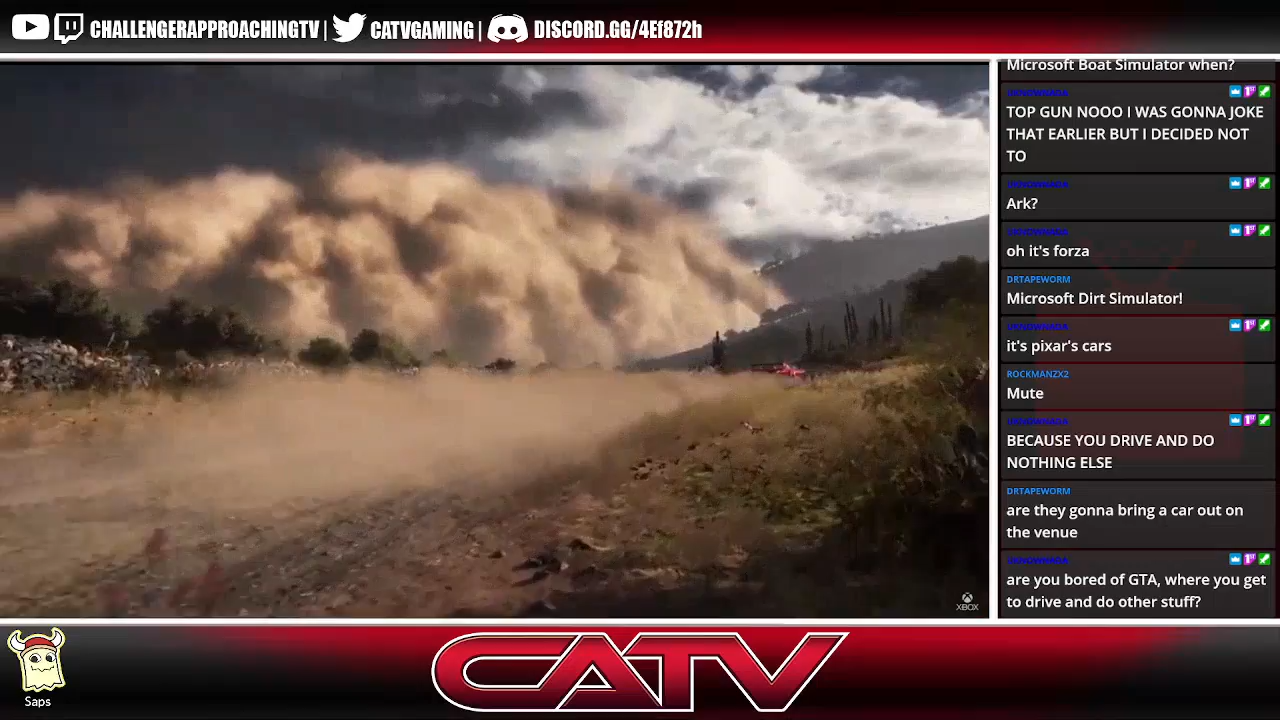 CHALLENGERAPPROACHINGTV | CATVGAMING | DISCORD.GG/4Ef872h
Microsoft Boat Simulator when?
TOP GUN NOOO I WAS GONNA JOKE
THAT EARLIER BUT I DECIDED NOT
TO
Ark?
oh it's forza
DRTAPEWORM
Microsoft Dirt Simulator!
it's pixar's cars
ROCKMANZX2
Mute
BECAUSE YOU DRIVE AND DO
NOTHING ELSE
DRTAPEWORM
are they gonna bring a car out on
the venue
are you bored of GTA, where you get
to drive and do other stuff?
XBOX
Saps
CATV